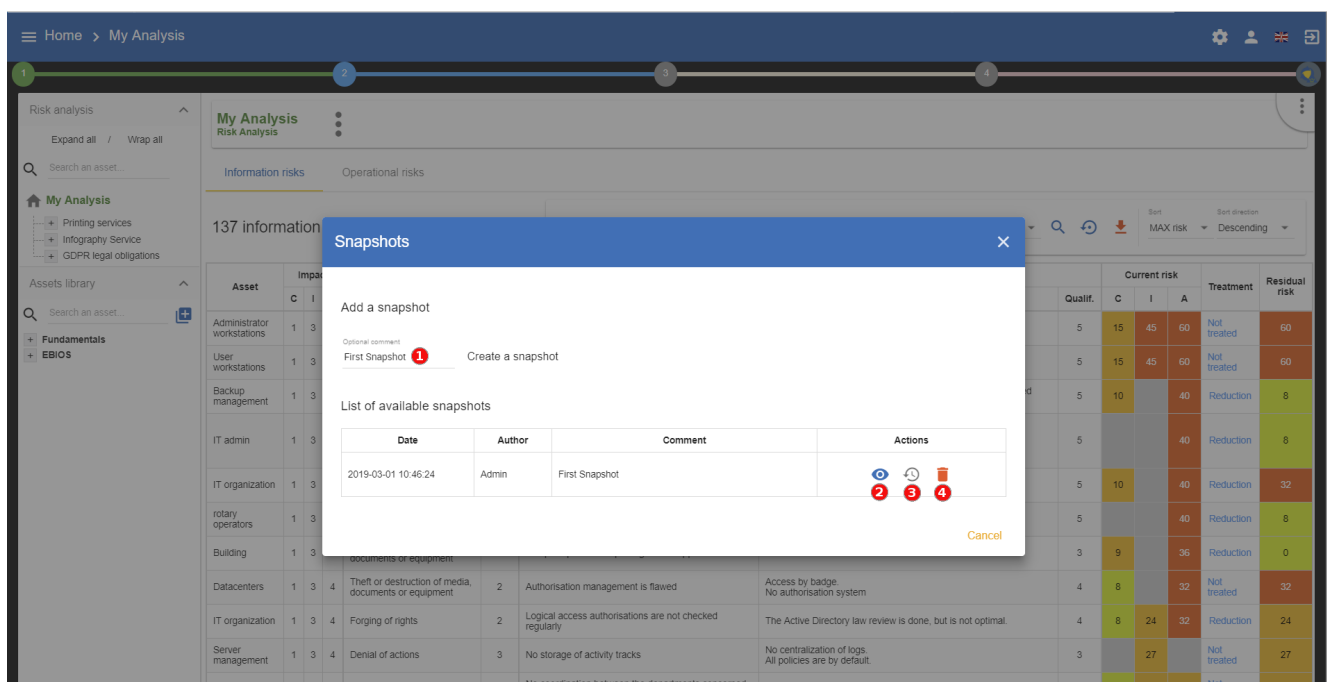 Home > My Analysis
1 2 3 4
Risk analysis
Expand all / Wrap all
Search an asset...
My Analysis
+ Printing services
+ Infography Service
+ GDPR legal obligations
Assets library
Search an asset...
+ Fundamentals
+ EBIOS
My Analysis
Risk Analysis
Information risks Operational risks
137 information
Sort Sort direction
MAX risk Descending
Snapshots
Add a snapshot
Optional comment
First Snapshot 1 Create a snapshot
List of available snapshots
Date Author Comment Actions
2019-03-01 10:46:24 Admin First Snapshot
2 3 4
Cancel
Asset Current risk Treatment Residual risk
C I Qualif. C I A
Administrator workstations 1 3 5 15 45 60 Not treated 60
User workstations 1 3 5 15 45 60 Not treated 60
Backup management 1 3 5 10 40 Reduction 8
IT admin 1 3 5 40 Reduction 8
IT organization 1 3 5 10 40 Reduction 32
rotary operators 1 3 5 40 Reduction 8
Building 1 3 documents or equipment 3 9 36 Reduction 0
Datacenters 1 3 4 Theft or destruction of media, documents or equipment 2 Authorisation management is flawed Access by badge. No authorisation system 4 8 32 Not treated 32
IT organization 1 3 4 Forging of rights 2 Logical access authorisations are not checked regularly The Active Directory law review is done, but is not optimal. 4 8 24 32 Reduction 24
Server management 1 3 4 Denial of actions 3 No storage of activity tracks No centralization of logs. All policies are by default. 3 27 Not treated 27